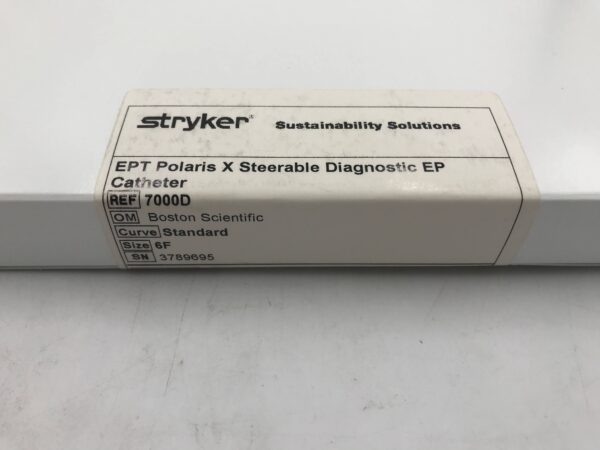 stryker® Sustainability Solutions
EPT Polaris X Steerable Diagnostic EP
Catheter
REF 7000D
OM Boston Scientific
Curve Standard
Size 6F
SN 3789695